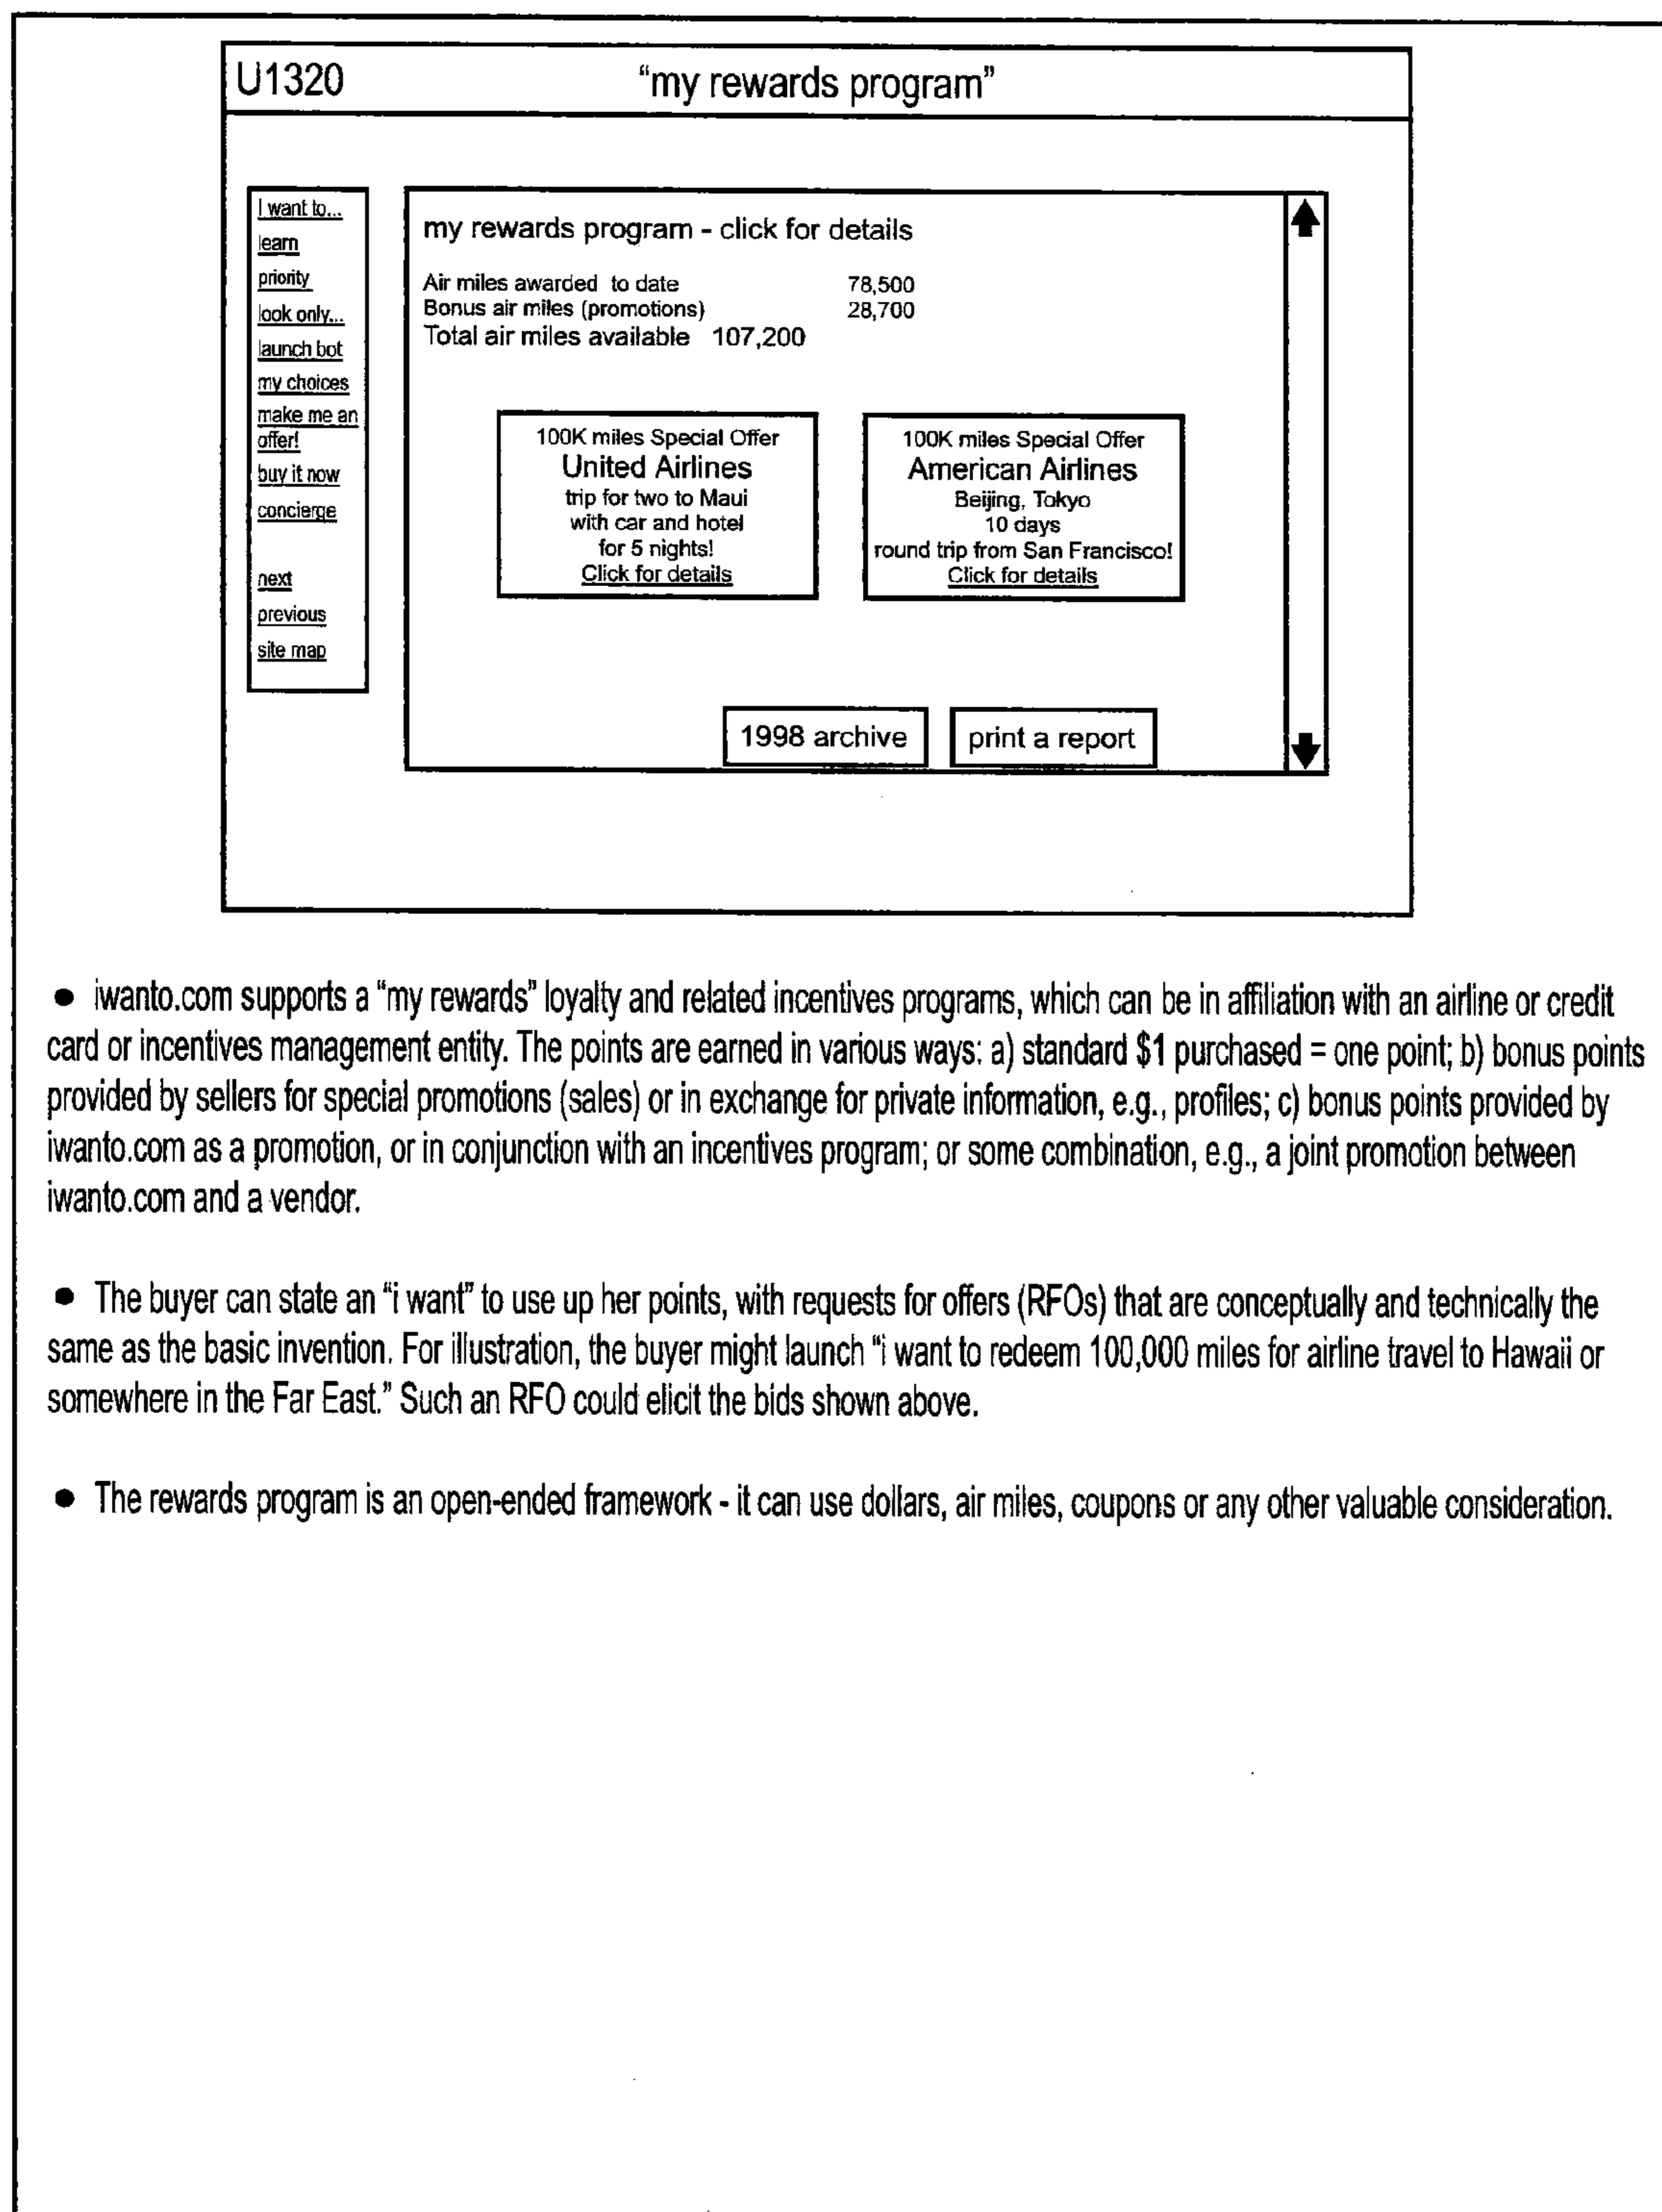 U1320 “my rewards program”
I want to...
learn
priority
look only...
launch bot
my choices
make me an
offer!
buy it now
concierge
next
previous
site map
my rewards program - click for details
Air miles awarded to date 78,500
Bonus air miles (promotions) 28,700
Total air miles available 107,200
100K miles Special Offer
United Airlines
trip for two to Maui
with car and hotel
for 5 nights!
Click for details
100K miles Special Offer
American Airlines
Beijing, Tokyo
10 days
round trip from San Francisco!
Click for details
1998 archive
print a report
● iwanto.com supports a “my rewards” loyalty and related incentives programs, which can be in affiliation with an airline or credit
card or incentives management entity. The points are earned in various ways: a) standard $1 purchased = one point; b) bonus points
provided by sellers for special promotions (sales) or in exchange for private information, e.g., profiles; c) bonus points provided by
iwanto.com as a promotion, or in conjunction with an incentives program; or some combination, e.g., a joint promotion between
iwanto.com and a vendor.
● The buyer can state an “i want” to use up her points, with requests for offers (RFOs) that are conceptually and technically the
same as the basic invention. For illustration, the buyer might launch “i want to redeem 100,000 miles for airline travel to Hawaii or
somewhere in the Far East.” Such an RFO could elicit the bids shown above.
● The rewards program is an open-ended framework - it can use dollars, air miles, coupons or any other valuable consideration.